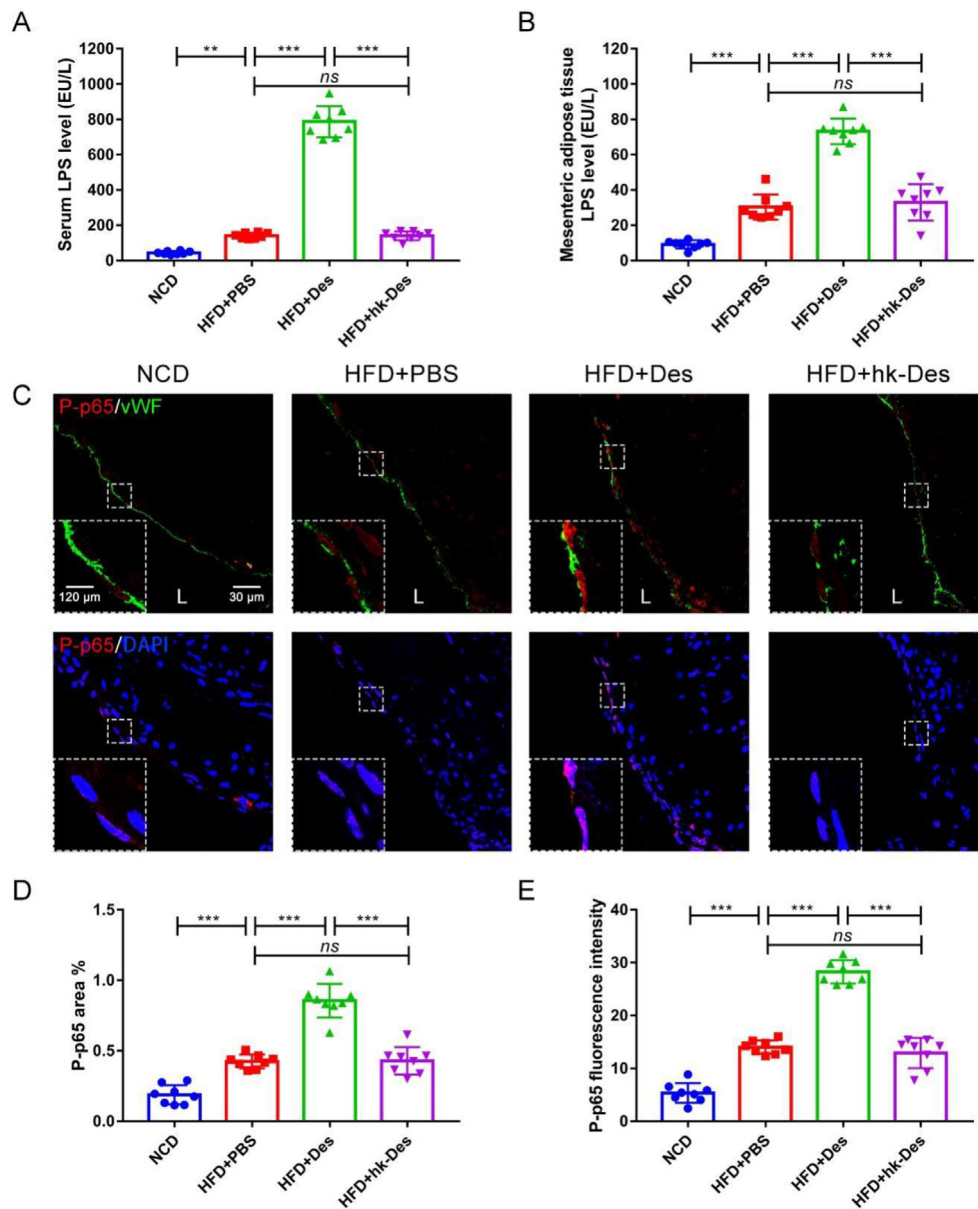 A
Serum LPS level (EU/L)
1200
1000
800
600
400
200
0
**
***
***
ns
NCD
HFD+PBS
HFD+Des
HFD+hk-Des
B
Mesenteric adipose tissue
LPS level (EU/L)
120
100
80
60
40
20
0
***
***
***
ns
NCD
HFD+PBS
HFD+Des
HFD+hk-Des
C
NCD
HFD+PBS
HFD+Des
HFD+hk-Des
P-p65/vWF
120 μm
L
30 μm
L
L
L
P-p65/DAPI
D
P-p65 area %
1.5
1.0
0.5
0.0
***
***
***
ns
NCD
HFD+PBS
HFD+Des
HFD+hk-Des
E
P-p65 fluorescence intensity
40
30
20
10
0
***
***
***
ns
NCD
HFD+PBS
HFD+Des
HFD+hk-Des